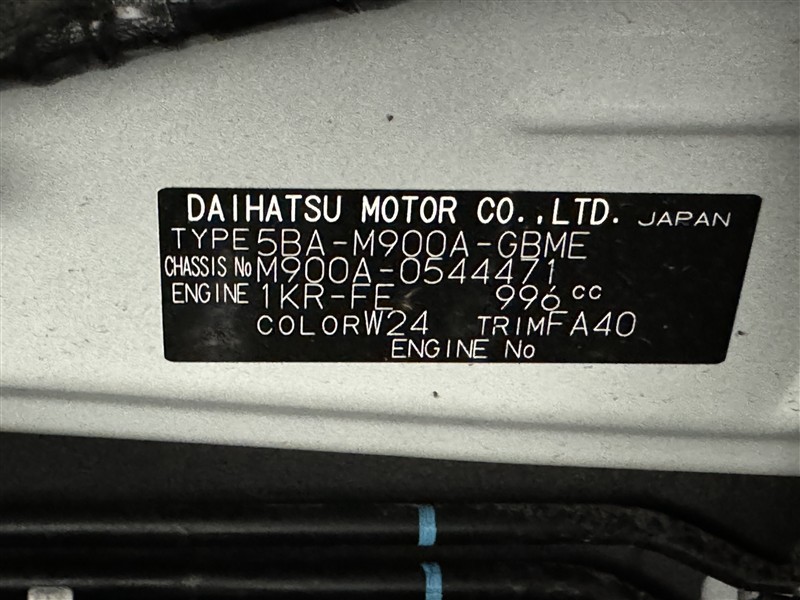 DAIHATSU MOTOR CO.,LTD. JAPAN
TYPE 5BA-M900A-GBME
CHASSIS No M900A-0544471
ENGINE 1KR-FE 996 cc
COLOR W24 TRIM FA40
ENGINE No